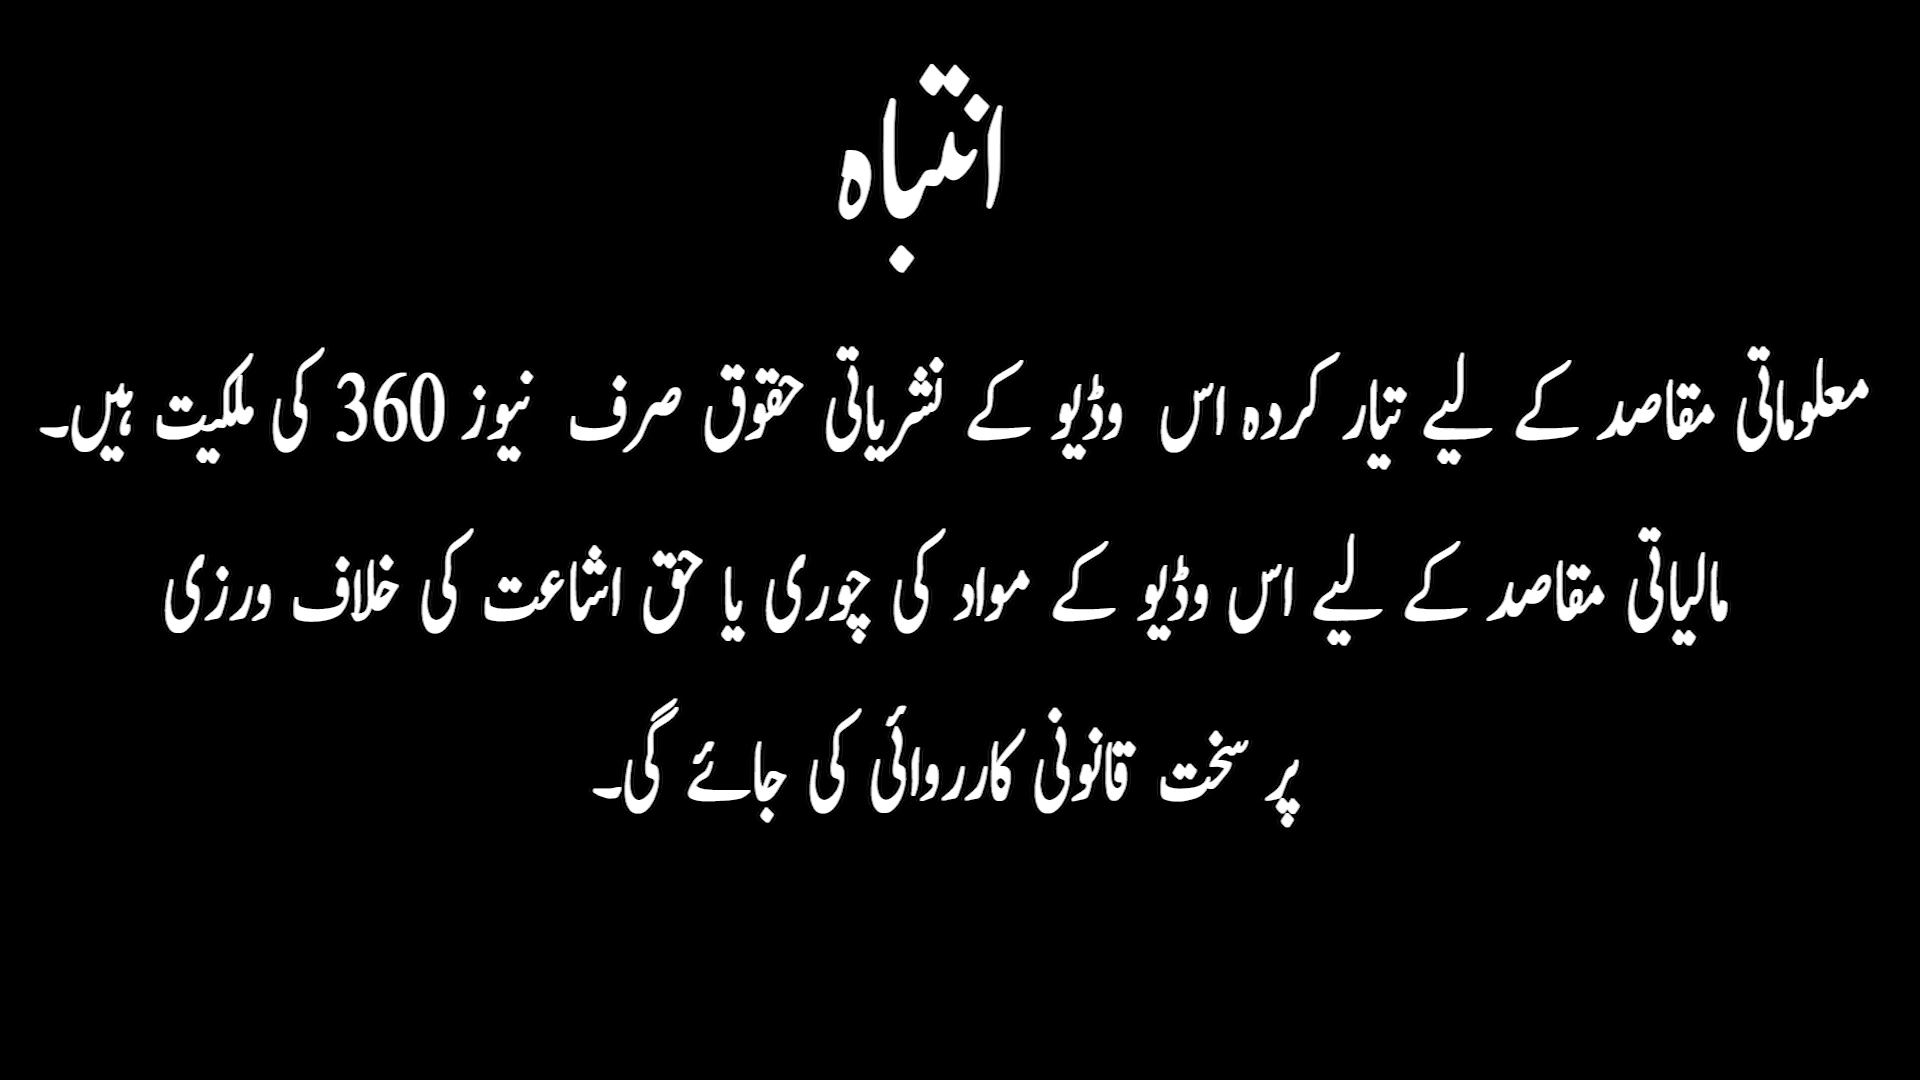 انتباہ
معلوماتی مقاصد کے لیے تیار کردہ اس وڈیو کے نشریاتی حقوق صرف نیوز 360 کی ملکیت ہیں۔
مالیاتی مقاصد کے لیے اس وڈیو کے مواد کی چوری یا حق اشاعت کی خلاف ورزی
پر سخت قانونی کارروائی کی جائے گی۔